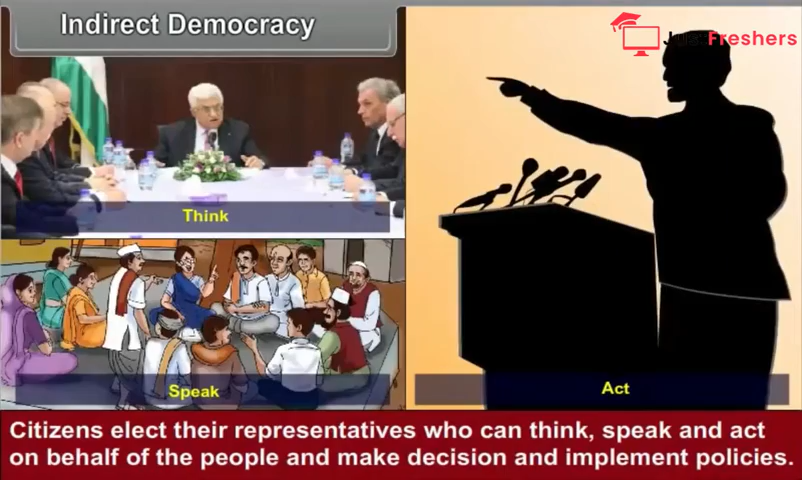 Indirect Democracy
Jus Freshers
Think
Speak
Act
Citizens elect their representatives who can think, speak and act
on behalf of the people and make decision and implement policies.